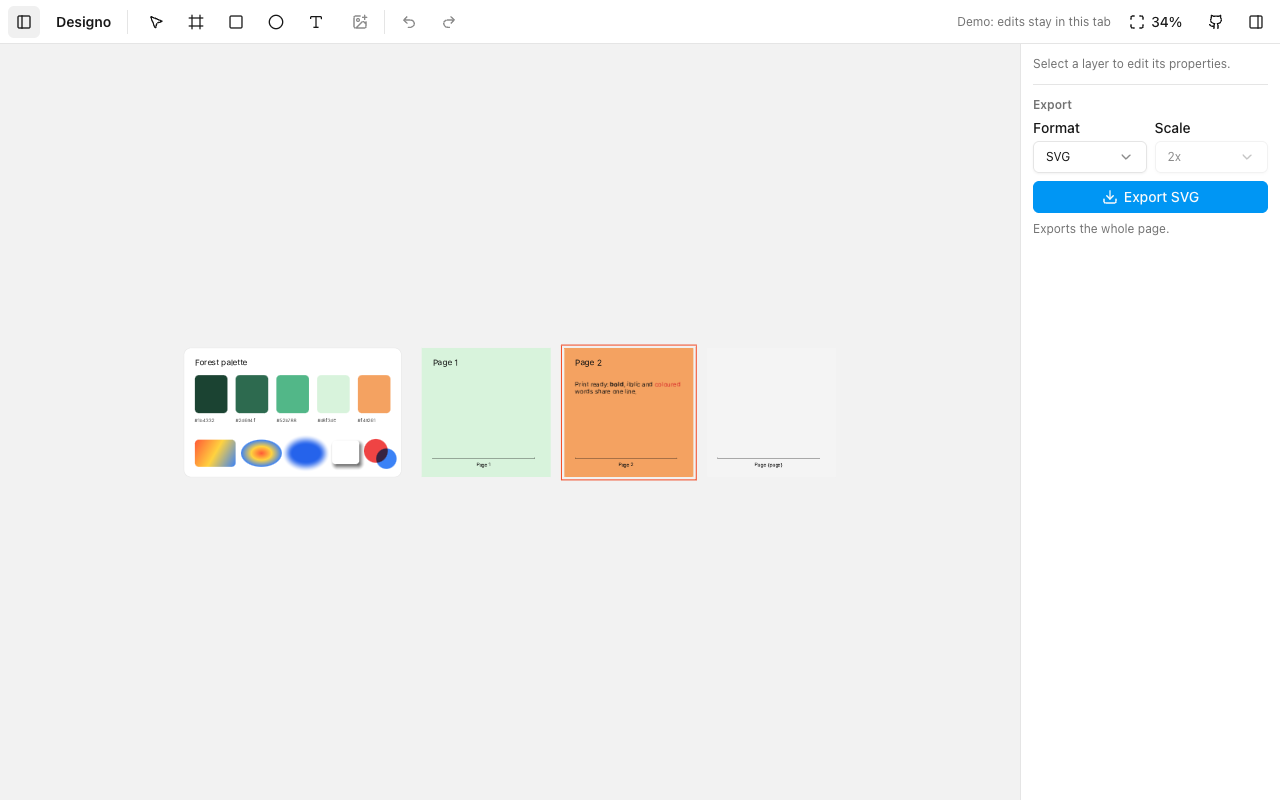 Designo
Demo: edits stay in this tab
34%
Select a layer to edit its properties.
Export
Format
Scale
SVG
2x
Export SVG
Exports the whole page.
Forest palette
Page 1
Page 2
Print ready: bold, italic and coloured
words share one line.
Page 1
Page 2
Page {page}